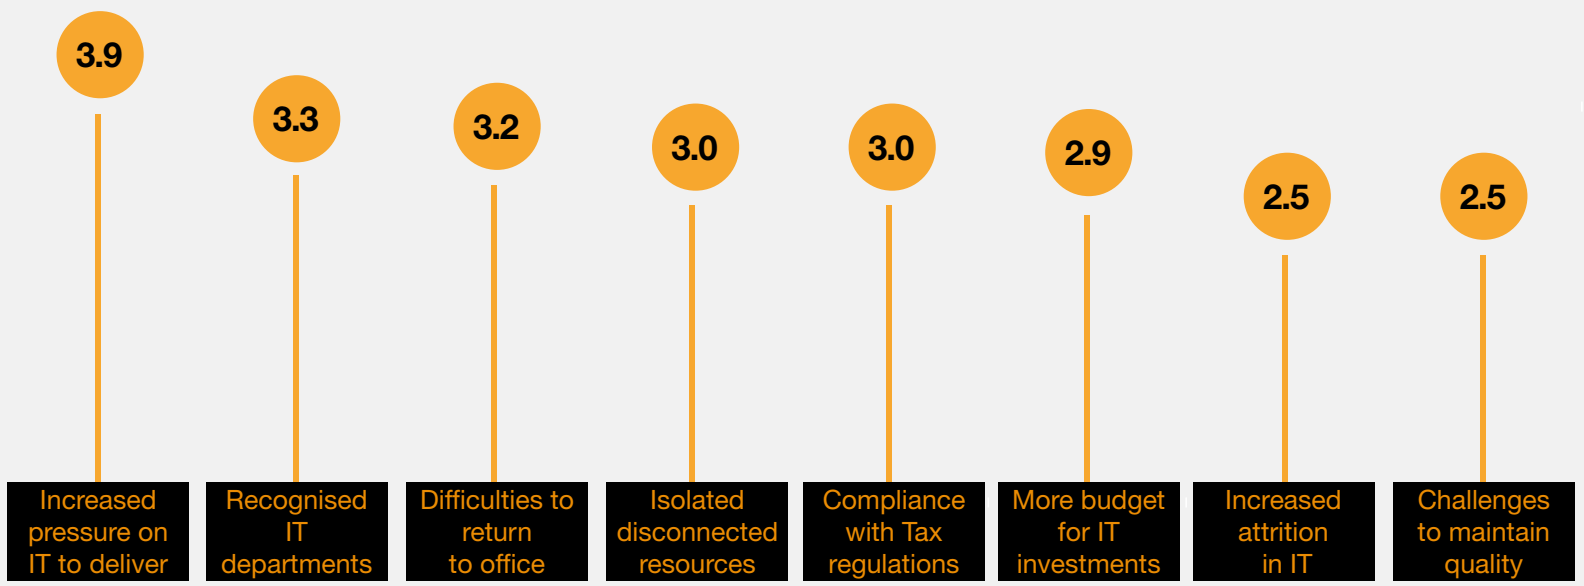 3.9
3.3
3.2
3.0
3.0
2.9
2.5
2.5
Increased
pressure on
IT to deliver
Recognised
IT
departments
Difficulties to
return
to office
Isolated
disconnected
resources
Compliance
with Tax
regulations
More budget
for IT
investments
Increased
attrition
in IT
Challenges
to maintain
quality